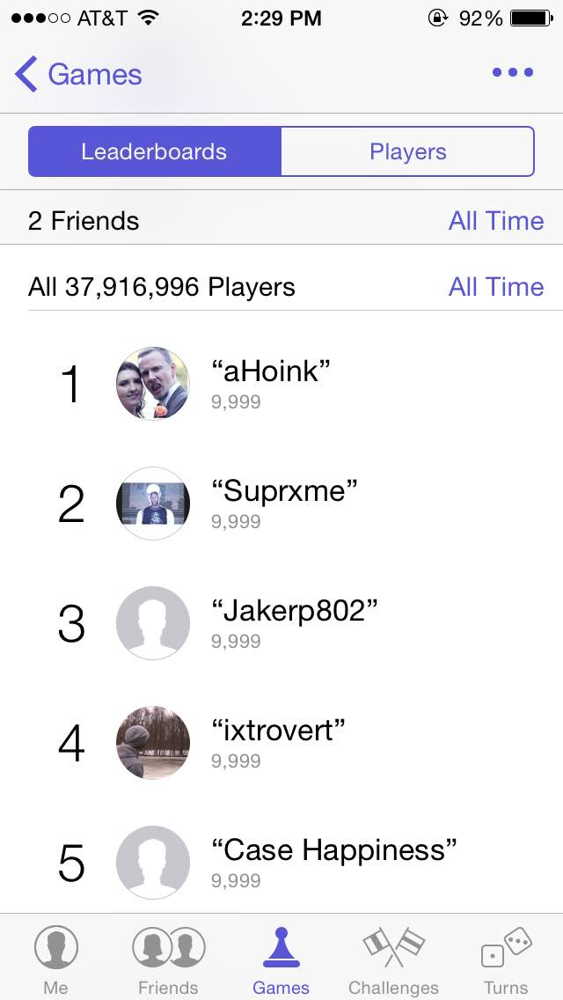 AT&T 2:29 PM 92%
Games
Leaderboards Players
2 Friends All Time
All 37,916,996 Players All Time
1 “aHoink”
9,999
2 “Suprxme”
9,999
3 “Jakerp802”
9,999
4 “ixtrovert”
9,999
5 “Case Happiness”
9,999
Me Friends Games Challenges Turns